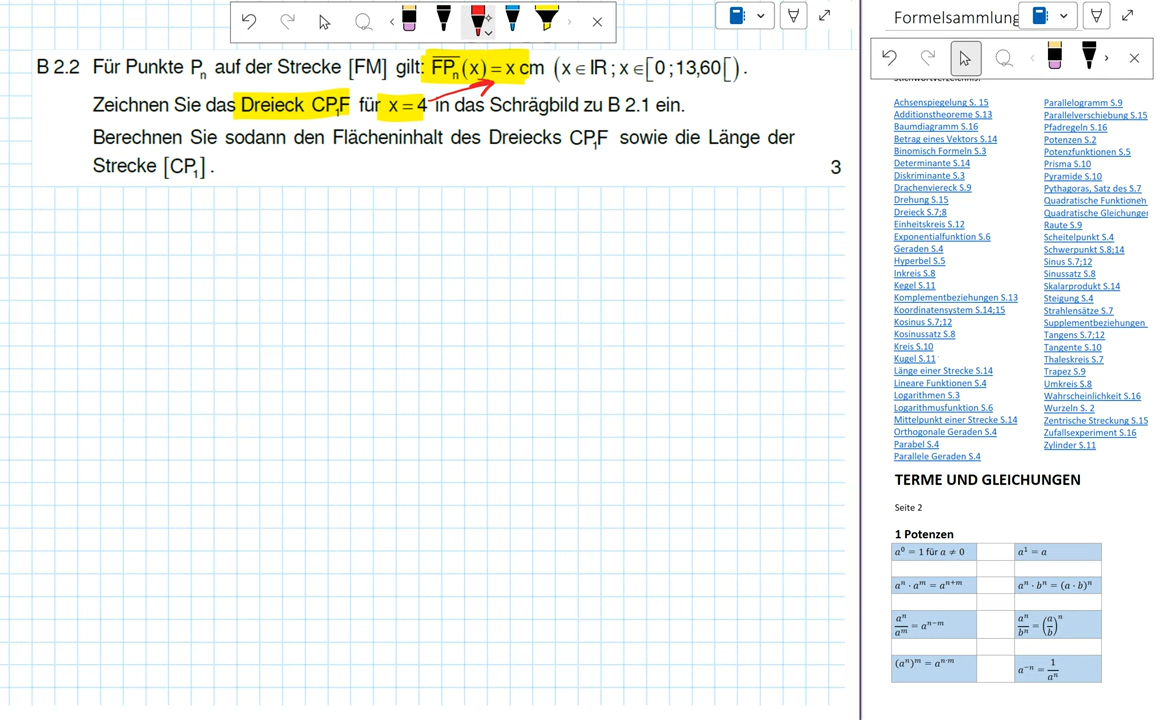 B 2.2 Für Punkte Pₙ auf der Strecke [FM] gilt: F̅P̅ₙ(x) = x cm (x ∈ IR ; x ∈ [0 ; 13,60[) .
Zeichnen Sie das Dreieck CP₁F für x = 4 in das Schrägbild zu B 2.1 ein.
Berechnen Sie sodann den Flächeninhalt des Dreiecks CP₁F sowie die Länge der
Strecke [CP₁] .
3
Formelsammlung
Stichwortverzeichnis:
Achsenspiegelung S. 15
Additionstheoreme S.13
Baumdiagramm S.16
Betrag eines Vektors S.14
Binomisch Formeln S.3
Determinante S.14
Diskriminante S.3
Drachenviereck S.9
Drehung S.15
Dreieck S.7;8
Einheitskreis S.12
Exponentialfunktion S.6
Geraden S.4
Hyperbel S.5
Inkreis S.8
Kegel S.11
Komplementbeziehungen S.13
Koordinatensystem S.14;15
Kosinus S.7;12
Kosinussatz S.8
Kreis S.10
Kugel S.11
Länge einer Strecke S.14
Lineare Funktionen S.4
Logarithmen S.3
Logarithmusfunktion S.6
Mittelpunkt einer Strecke S.14
Orthogonale Geraden S.4
Parabel S.4
Parallele Geraden S.4
Parallelogramm S.9
Parallelverschiebung S.15
Pfadregeln S.16
Potenzen S.2
Potenzfunktionen S.5
Prisma S.10
Pyramide S.10
Pythagoras, Satz des S.7
Quadratische Funktionen
Quadratische Gleichungen
Raute S.9
Scheitelpunkt S.4
Schwerpunkt S.8;14
Sinus S.7;12
Sinussatz S.8
Skalarprodukt S.14
Steigung S.4
Strahlensätze S.7
Supplementbeziehungen
Tangens S.7;12
Tangente S.10
Thaleskreis S.7
Trapez S.9
Umkreis S.8
Wahrscheinlichkeit S.16
Wurzeln S. 2
Zentrische Streckung S.15
Zufallsexperiment S.16
Zylinder S.11
TERME UND GLEICHUNGEN
Seite 2
1 Potenzen
a⁰ = 1 für a ≠ 0 a¹ = a
aⁿ · aᵐ = aⁿ⁺ᵐ aⁿ · bⁿ = (a · b)ⁿ
aⁿ/aᵐ = aⁿ⁻ᵐ aⁿ/bⁿ = (a/b)ⁿ
(aⁿ)ᵐ = aⁿ·ᵐ a⁻ⁿ = 1/aⁿ